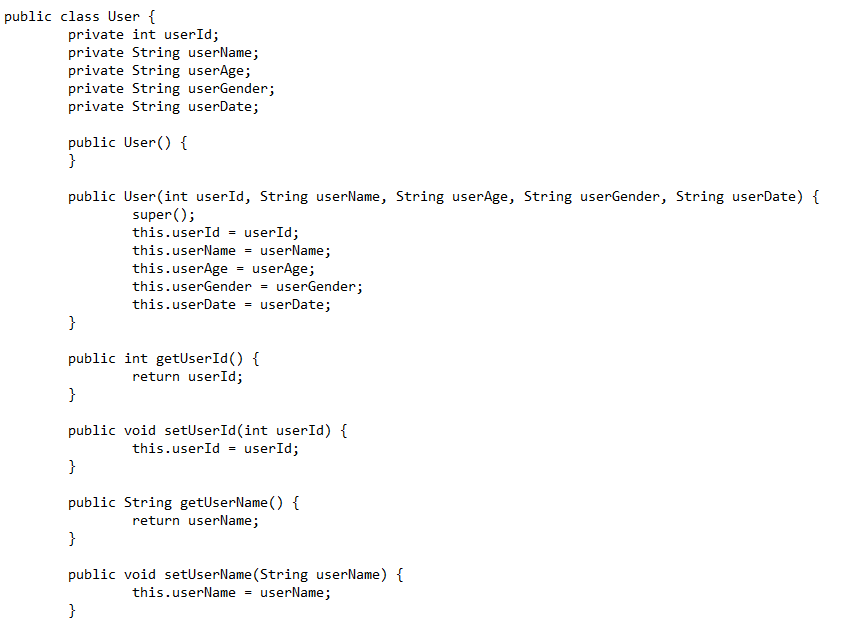 public class User {
private int userId;
private String userName;
private String userAge;
private String userGender;
private String userDate;
public User() {
}
public User(int userId, String userName, String userAge, String userGender, String userDate) {
super();
this.userId = userId;
this.userName = userName;
this.userAge = userAge;
this.userGender = userGender;
this.userDate = userDate;
}
public int getUserId() {
return userId;
}
public void setUserId(int userId) {
this.userId = userId;
}
public String getUserName() {
return userName;
}
public void setUserName(String userName) {
this.userName = userName;
}